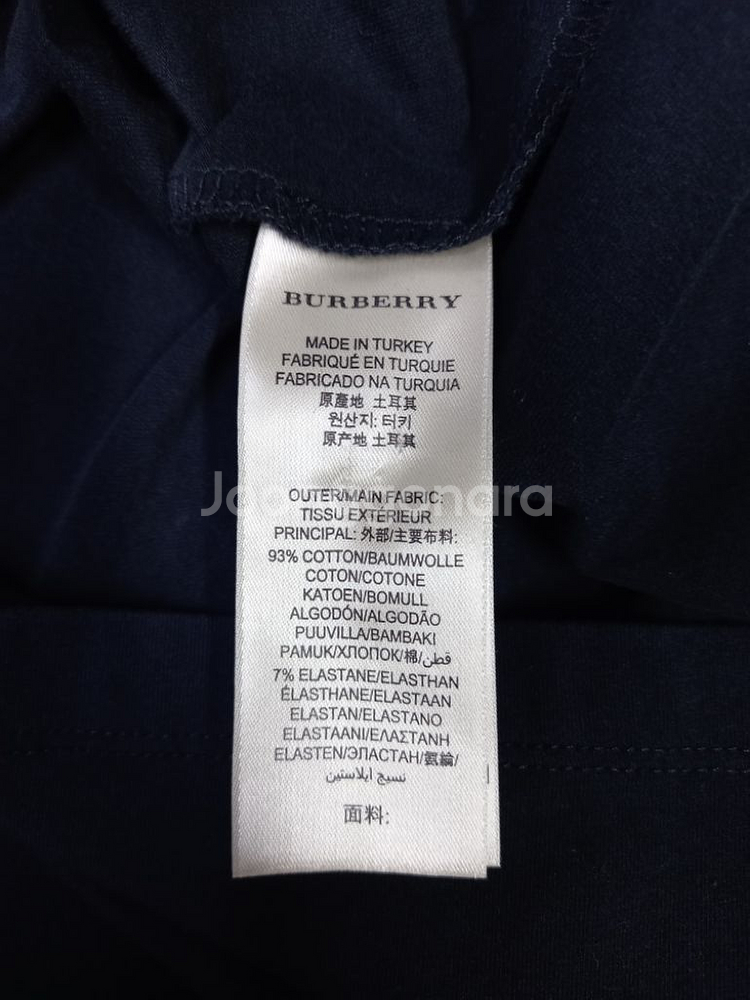 BURBERRY
MADE IN TURKEY
FABRIQUÉ EN TURQUIE
FABRICADO NA TURQUIA
原產地 土耳其
원산지: 터키
原产地 土耳其
OUTER/MAIN FABRIC:
TISSU EXTÉRIEUR
PRINCIPAL: 外部/主要布料:
93% COTTON/BAUMWOLLE
COTON/COTONE
KATOEN/BOMULL
ALGODÓN/ALGODÃO
PUUVILLA/BAMBAKI
PAMUK/ХЛОПОК/棉/قطن
7% ELASTANE/ELASTHAN
ÉLASTHANE/ELASTAAN
ELASTAN/ELASTANO
ELASTAANI/ΕΛΑΣΤΑΝΗ
ELASTEN/ЭЛАСТАН/氨綸/
نسيج ايلاستين
面料: